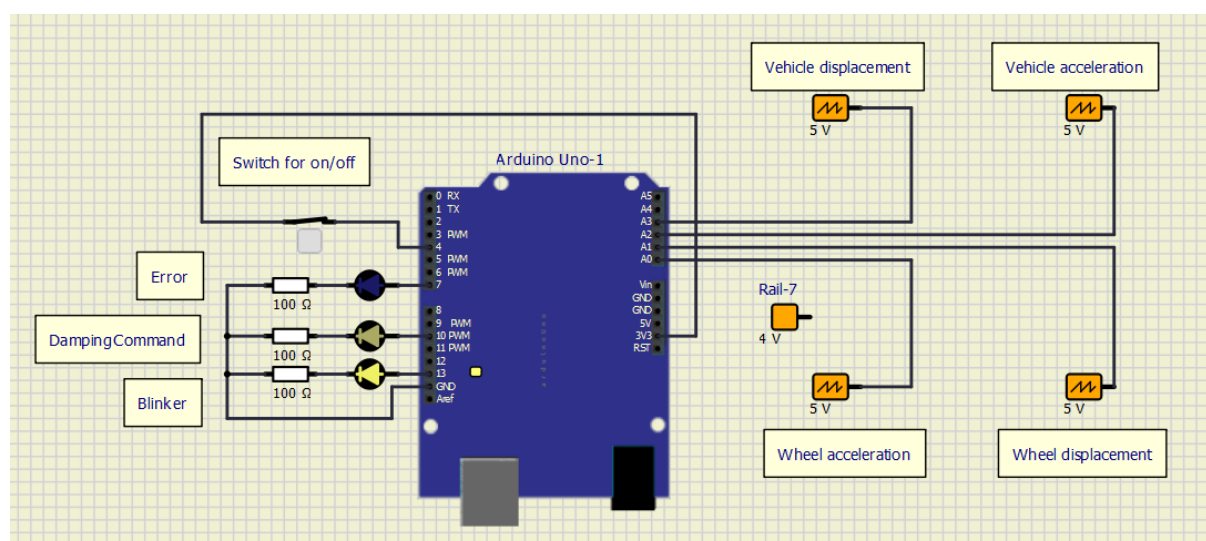 Vehicle displacement
Vehicle acceleration
5 V
5 V
Switch for on/off
Arduino Uno-1
0 RX
1 TX
2
3 PWM
4
5 PWM
6 PWM
7
8
9 PWM
10 PWM
11 PWM
12
13
GND
Aref
A5
A4
A3
A2
A1
A0
Vin
GND
GND
5V
3V3
RST
arduino
Error
100 Ω
DampingCommand
100 Ω
Blinker
100 Ω
Rail-7
4 V
5 V
5 V
Wheel acceleration
Wheel displacement